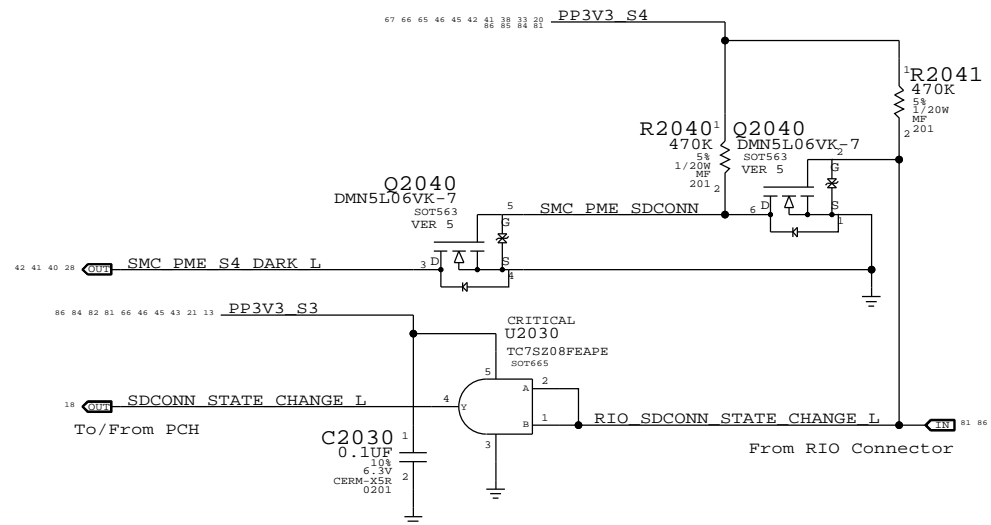 67 66 65 46 45 42 41 38 33 20 PP3V3_S4
86 85 84 81
1 R2041
470K
5%
1/20W
MF
2 201
R2040 1
470K
5%
1/20W
MF
201
2
Q2040
DMN5L06VK-7
SOT563
VER 5
2
G
6 D S 1
Q2040
DMN5L06VK-7
SOT563
VER 5
5
G
SMC_PME_SDCONN
3 D S
4
42 41 40 28 OUT SMC_PME_S4_DARK_L
86 84 82 81 66 46 45 43 21 13 PP3V3_S3
CRITICAL
U2030
TC7SZ08FEAPE
SOT665
5
A 2
18 OUT SDCONN_STATE_CHANGE_L 4 Y
B 1 RIO_SDCONN_STATE_CHANGE_L IN 81 86
3
To/From PCH
From RIO Connector
C2030 1
0.1UF
10%
6.3V
CERM-X5R
0201
2